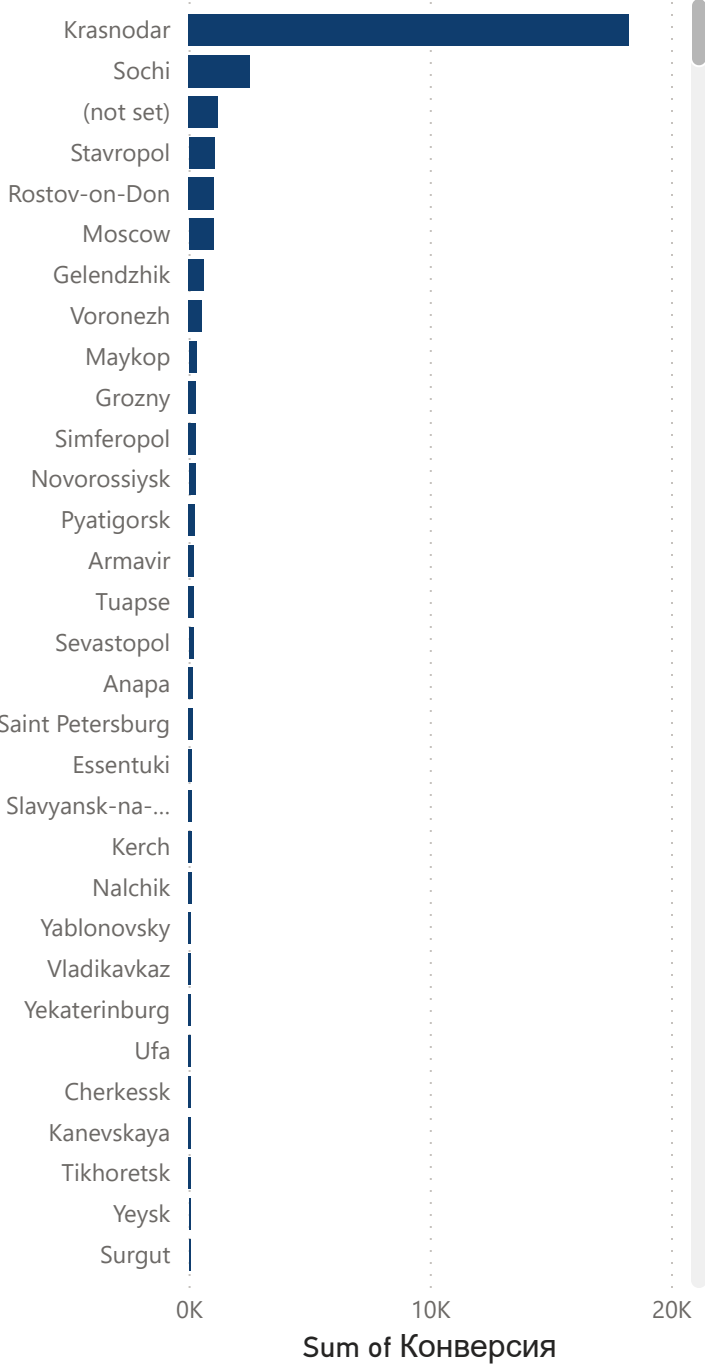 Krasnodar
Sochi
(not set)
Stavropol
Rostov-on-Don
Moscow
Gelendzhik
Voronezh
Maykop
Grozny
Simferopol
Novorossiysk
Pyatigorsk
Armavir
Tuapse
Sevastopol
Anapa
Saint Petersburg
Essentuki
Slavyansk-na-...
Kerch
Nalchik
Yablonovsky
Vladikavkaz
Yekaterinburg
Ufa
Cherkessk
Kanevskaya
Tikhoretsk
Yeysk
Surgut
0K 10K 20K
Sum of Конверсия